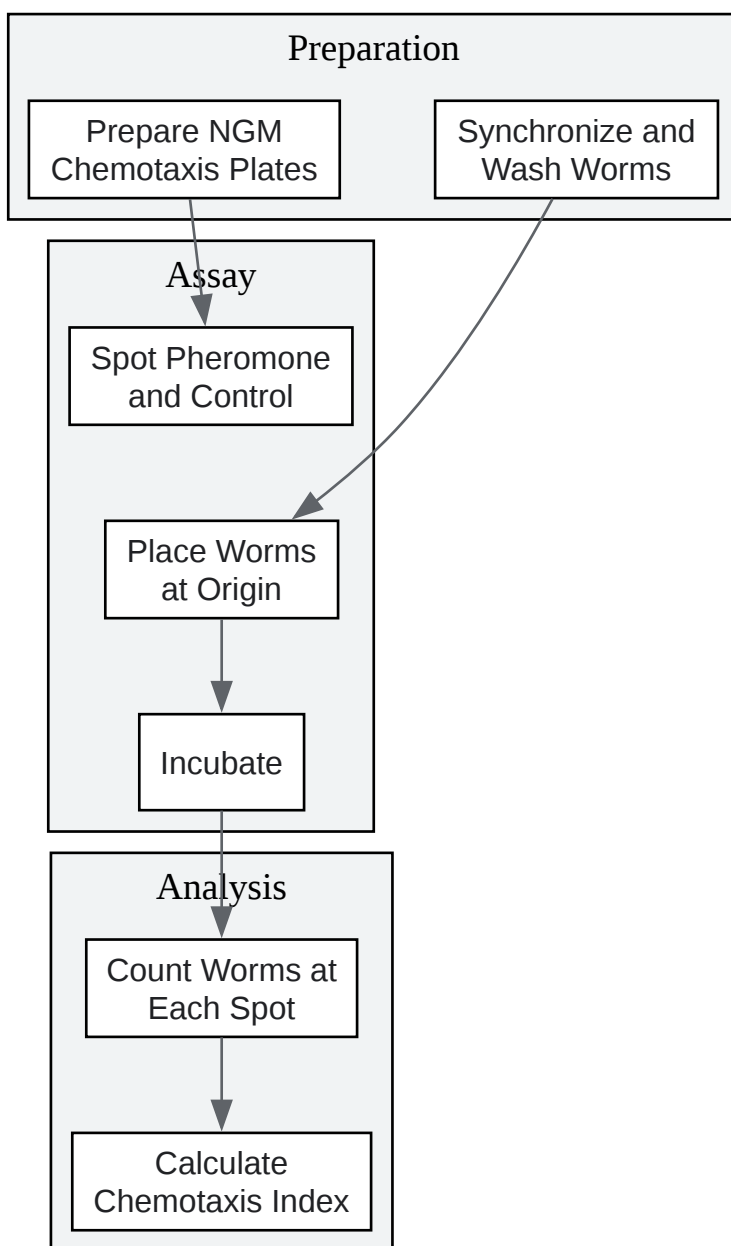 Preparation
Prepare NGM
Chemotaxis Plates
Synchronize and
Wash Worms
Assay
Spot Pheromone
and Control
Place Worms
at Origin
Incubate
Analysis
Count Worms at
Each Spot
Calculate
Chemotaxis Index